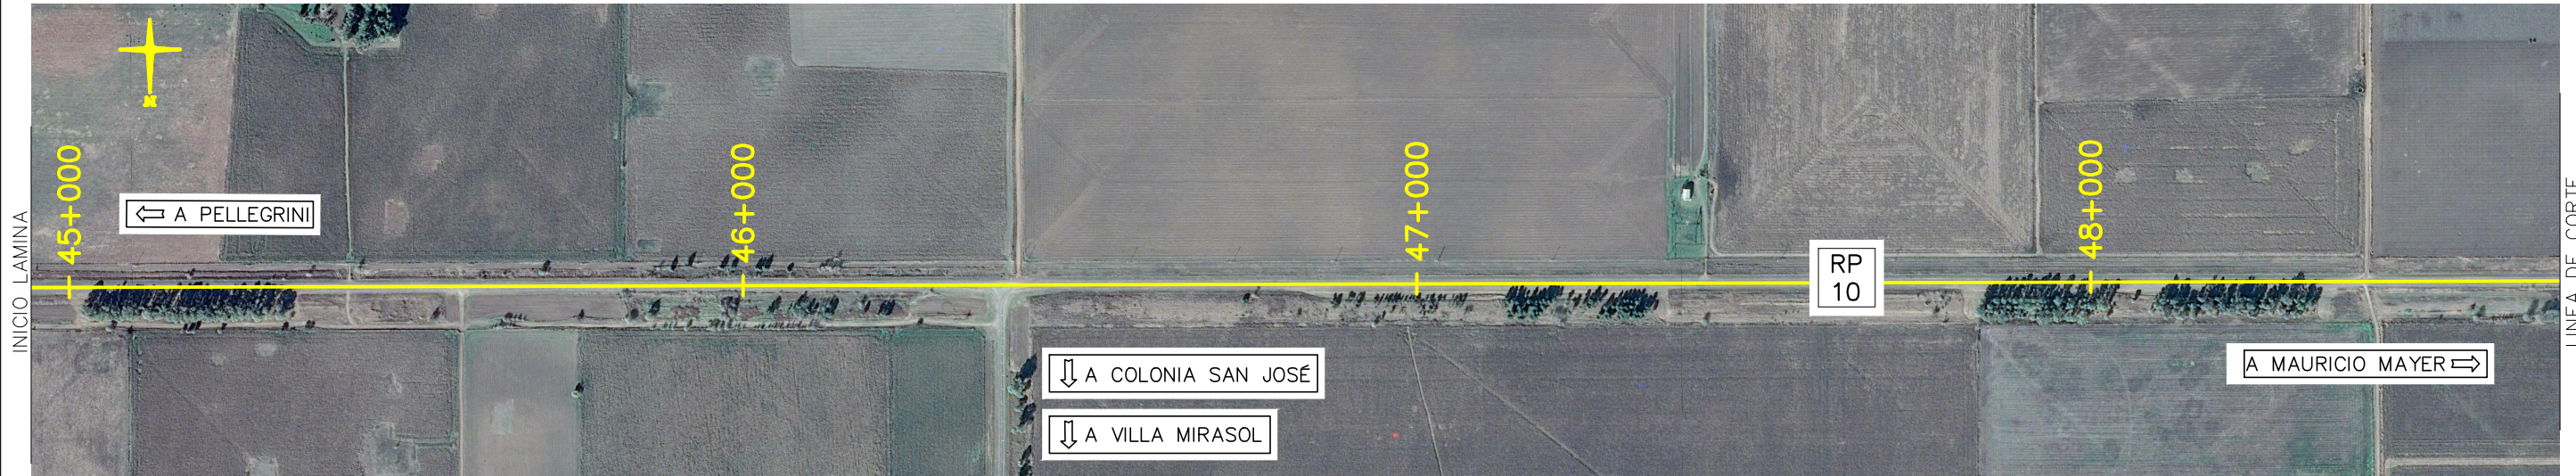 INICIO LAMINA
N
45+000
⇦ A PELLEGRINI
46+000
47+000
⇩ A COLONIA SAN JOSÉ
⇩ A VILLA MIRASOL
RP
10
48+000
A MAURICIO MAYER ⇨
14
LINEA DE CORTE